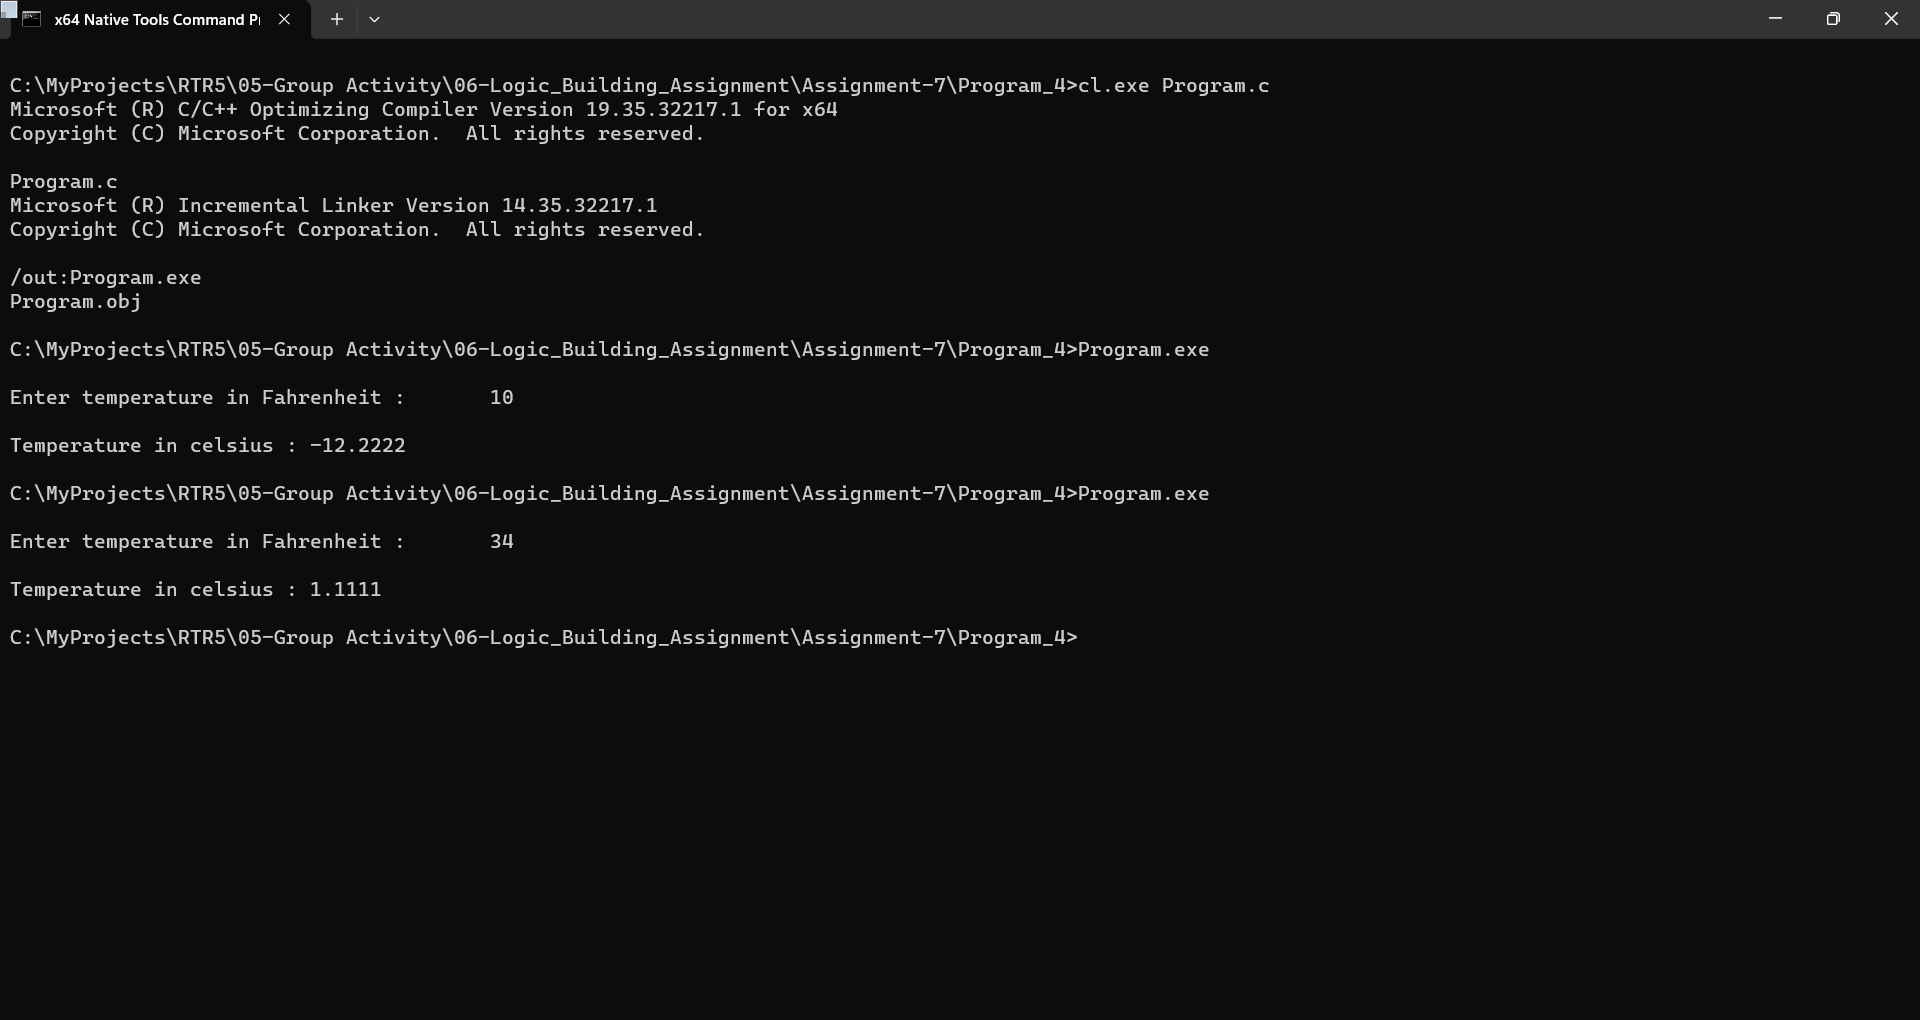 x64 Native Tools Command P
C:\MyProjects\RTR5\05-Group Activity\06-Logic_Building_Assignment\Assignment-7\Program_4>cl.exe Program.c
Microsoft (R) C/C++ Optimizing Compiler Version 19.35.32217.1 for x64
Copyright (C) Microsoft Corporation.  All rights reserved.
Program.c
Microsoft (R) Incremental Linker Version 14.35.32217.1
Copyright (C) Microsoft Corporation.  All rights reserved.
/out:Program.exe
Program.obj
C:\MyProjects\RTR5\05-Group Activity\06-Logic_Building_Assignment\Assignment-7\Program_4>Program.exe
Enter temperature in Fahrenheit :       10
Temperature in celsius : -12.2222
C:\MyProjects\RTR5\05-Group Activity\06-Logic_Building_Assignment\Assignment-7\Program_4>Program.exe
Enter temperature in Fahrenheit :       34
Temperature in celsius : 1.1111
C:\MyProjects\RTR5\05-Group Activity\06-Logic_Building_Assignment\Assignment-7\Program_4>